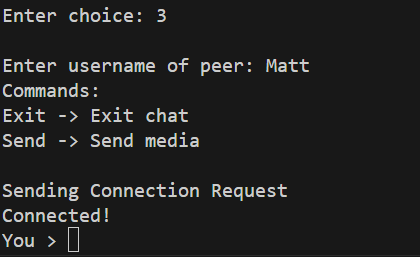 Enter choice: 3
Enter username of peer: Matt
Commands:
Exit -> Exit chat
Send -> Send media
Sending Connection Request
Connected!
You >